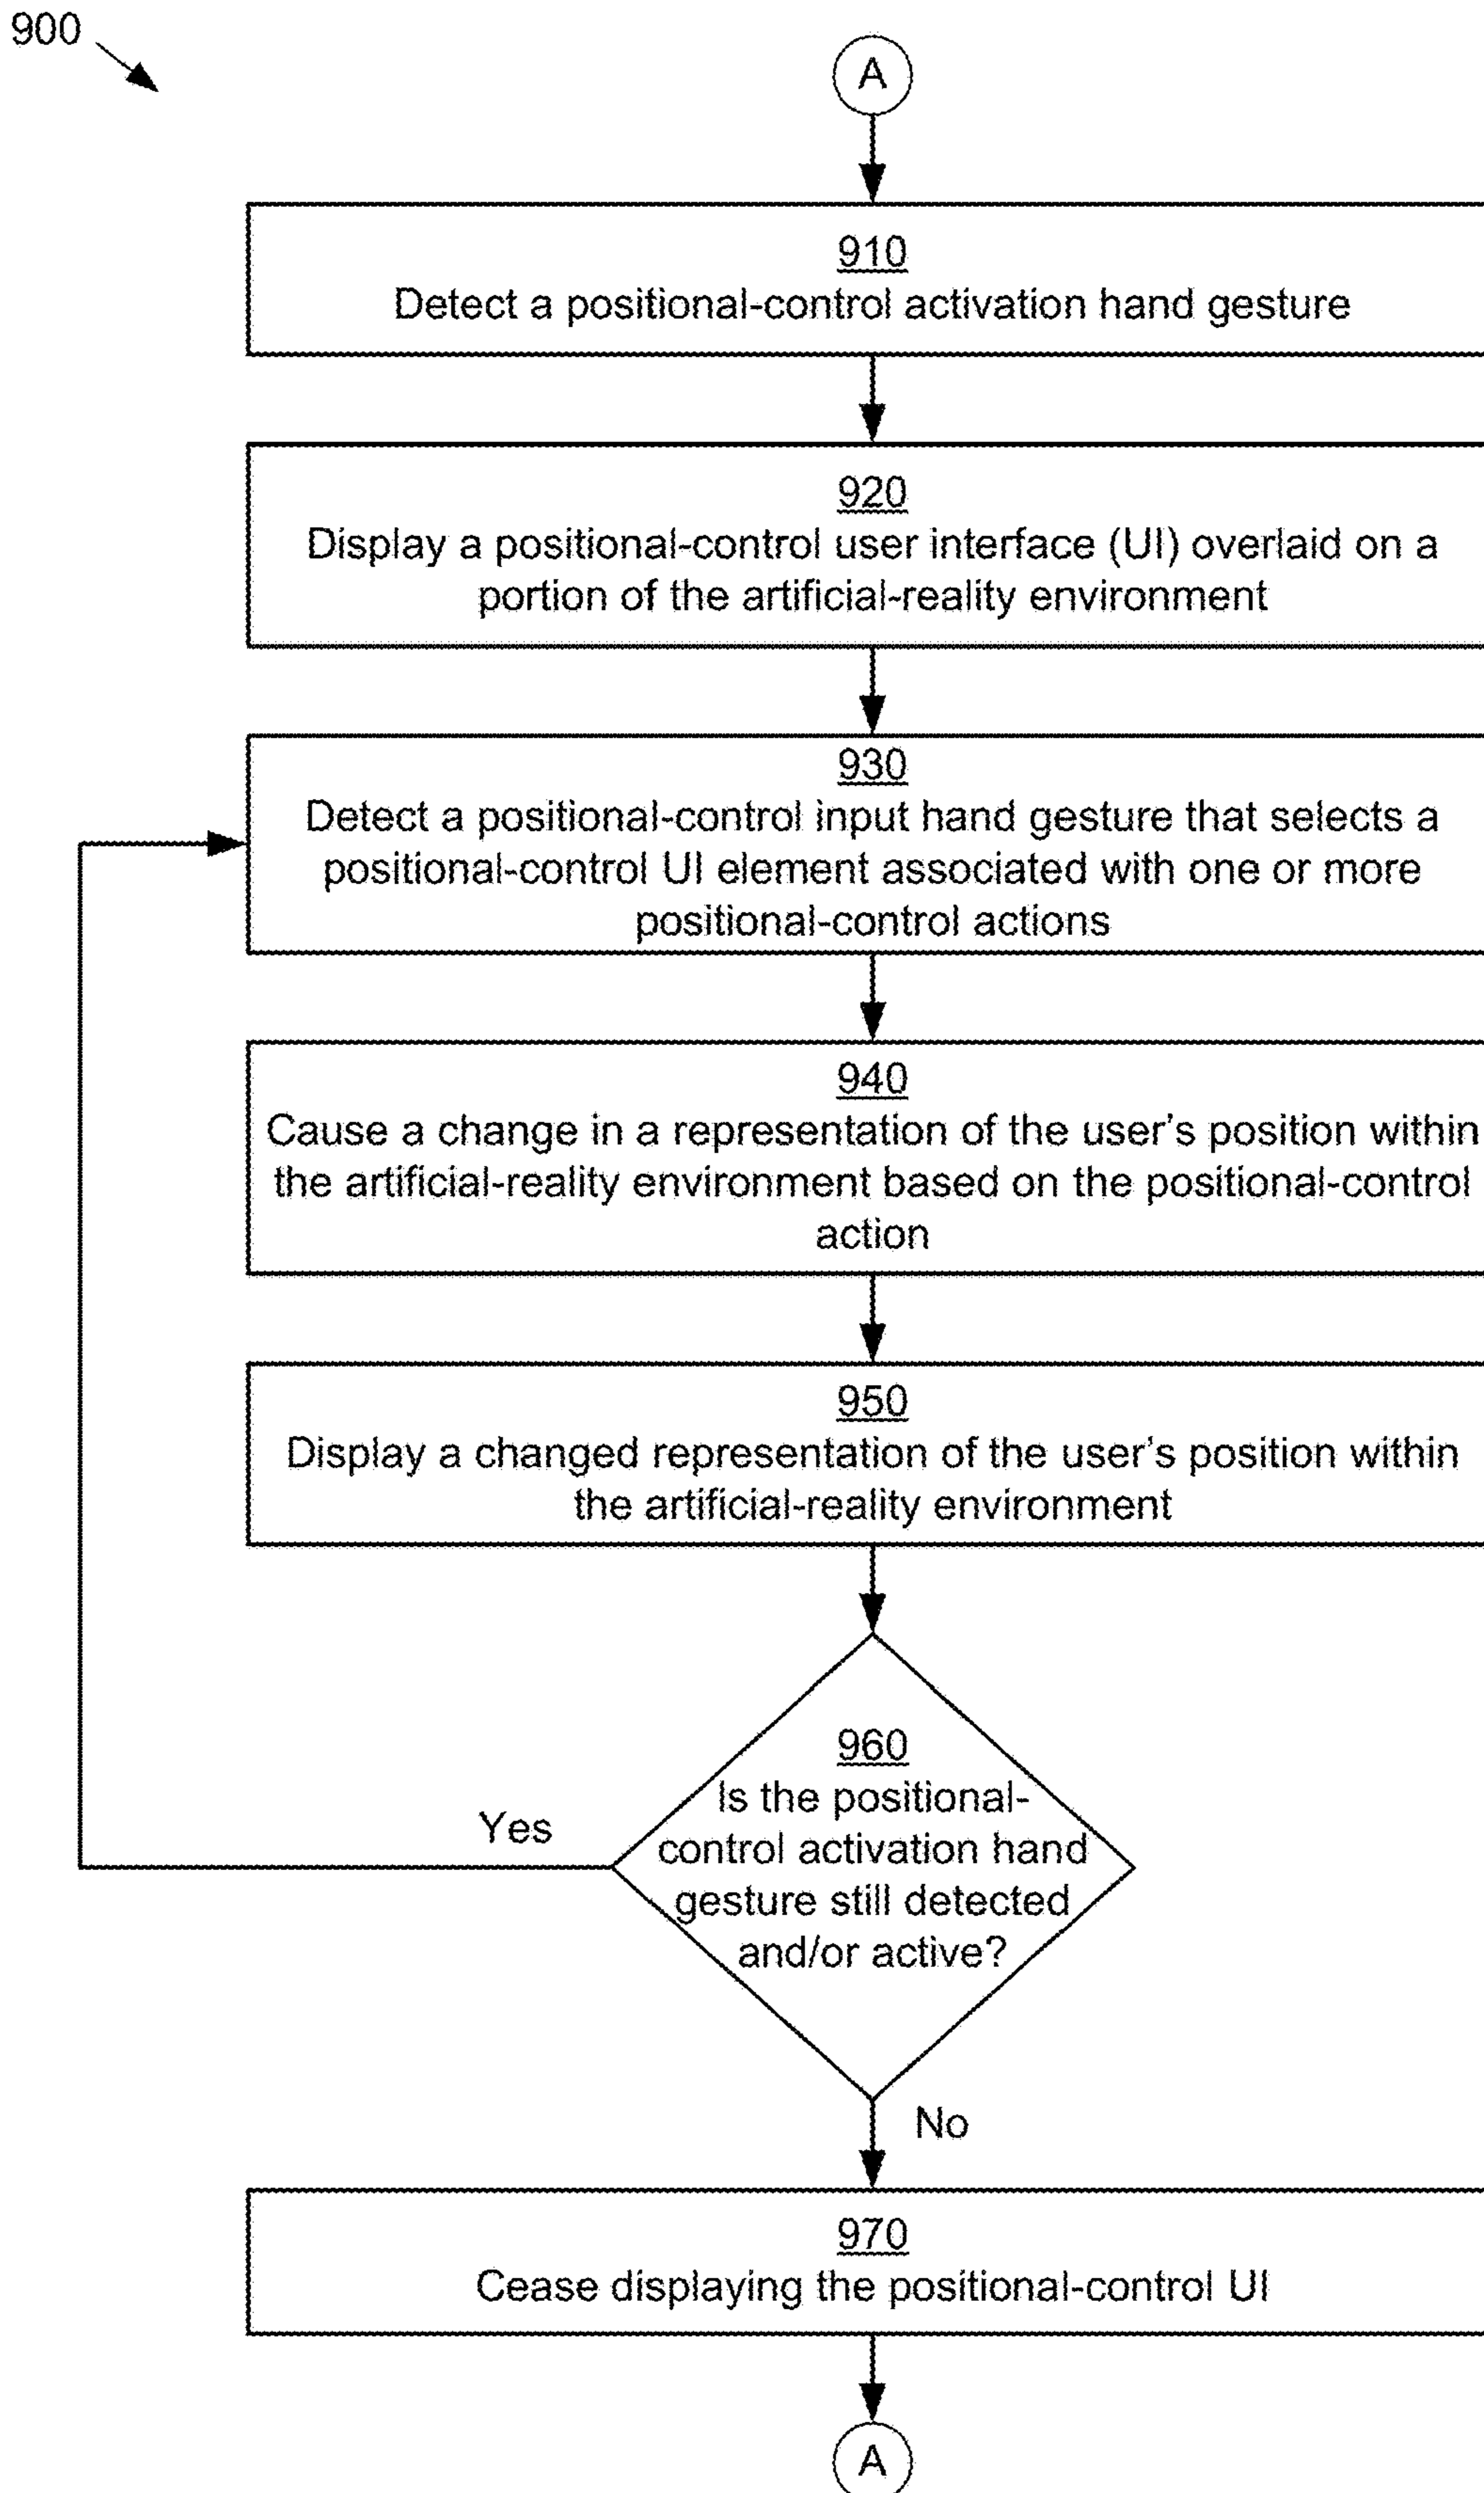 900
A
910
Detect a positional-control activation hand gesture
920
Display a positional-control user interface (UI) overlaid on a
portion of the artificial-reality environment
930
Detect a positional-control input hand gesture that selects a
positional-control UI element associated with one or more
positional-control actions
940
Cause a change in a representation of the user's position within
the artificial-reality environment based on the positional-control
action
950
Display a changed representation of the user's position within
the artificial-reality environment
960
Is the positional-
control activation hand
gesture still detected
and/or active?
Yes
No
970
Cease displaying the positional-control UI
A